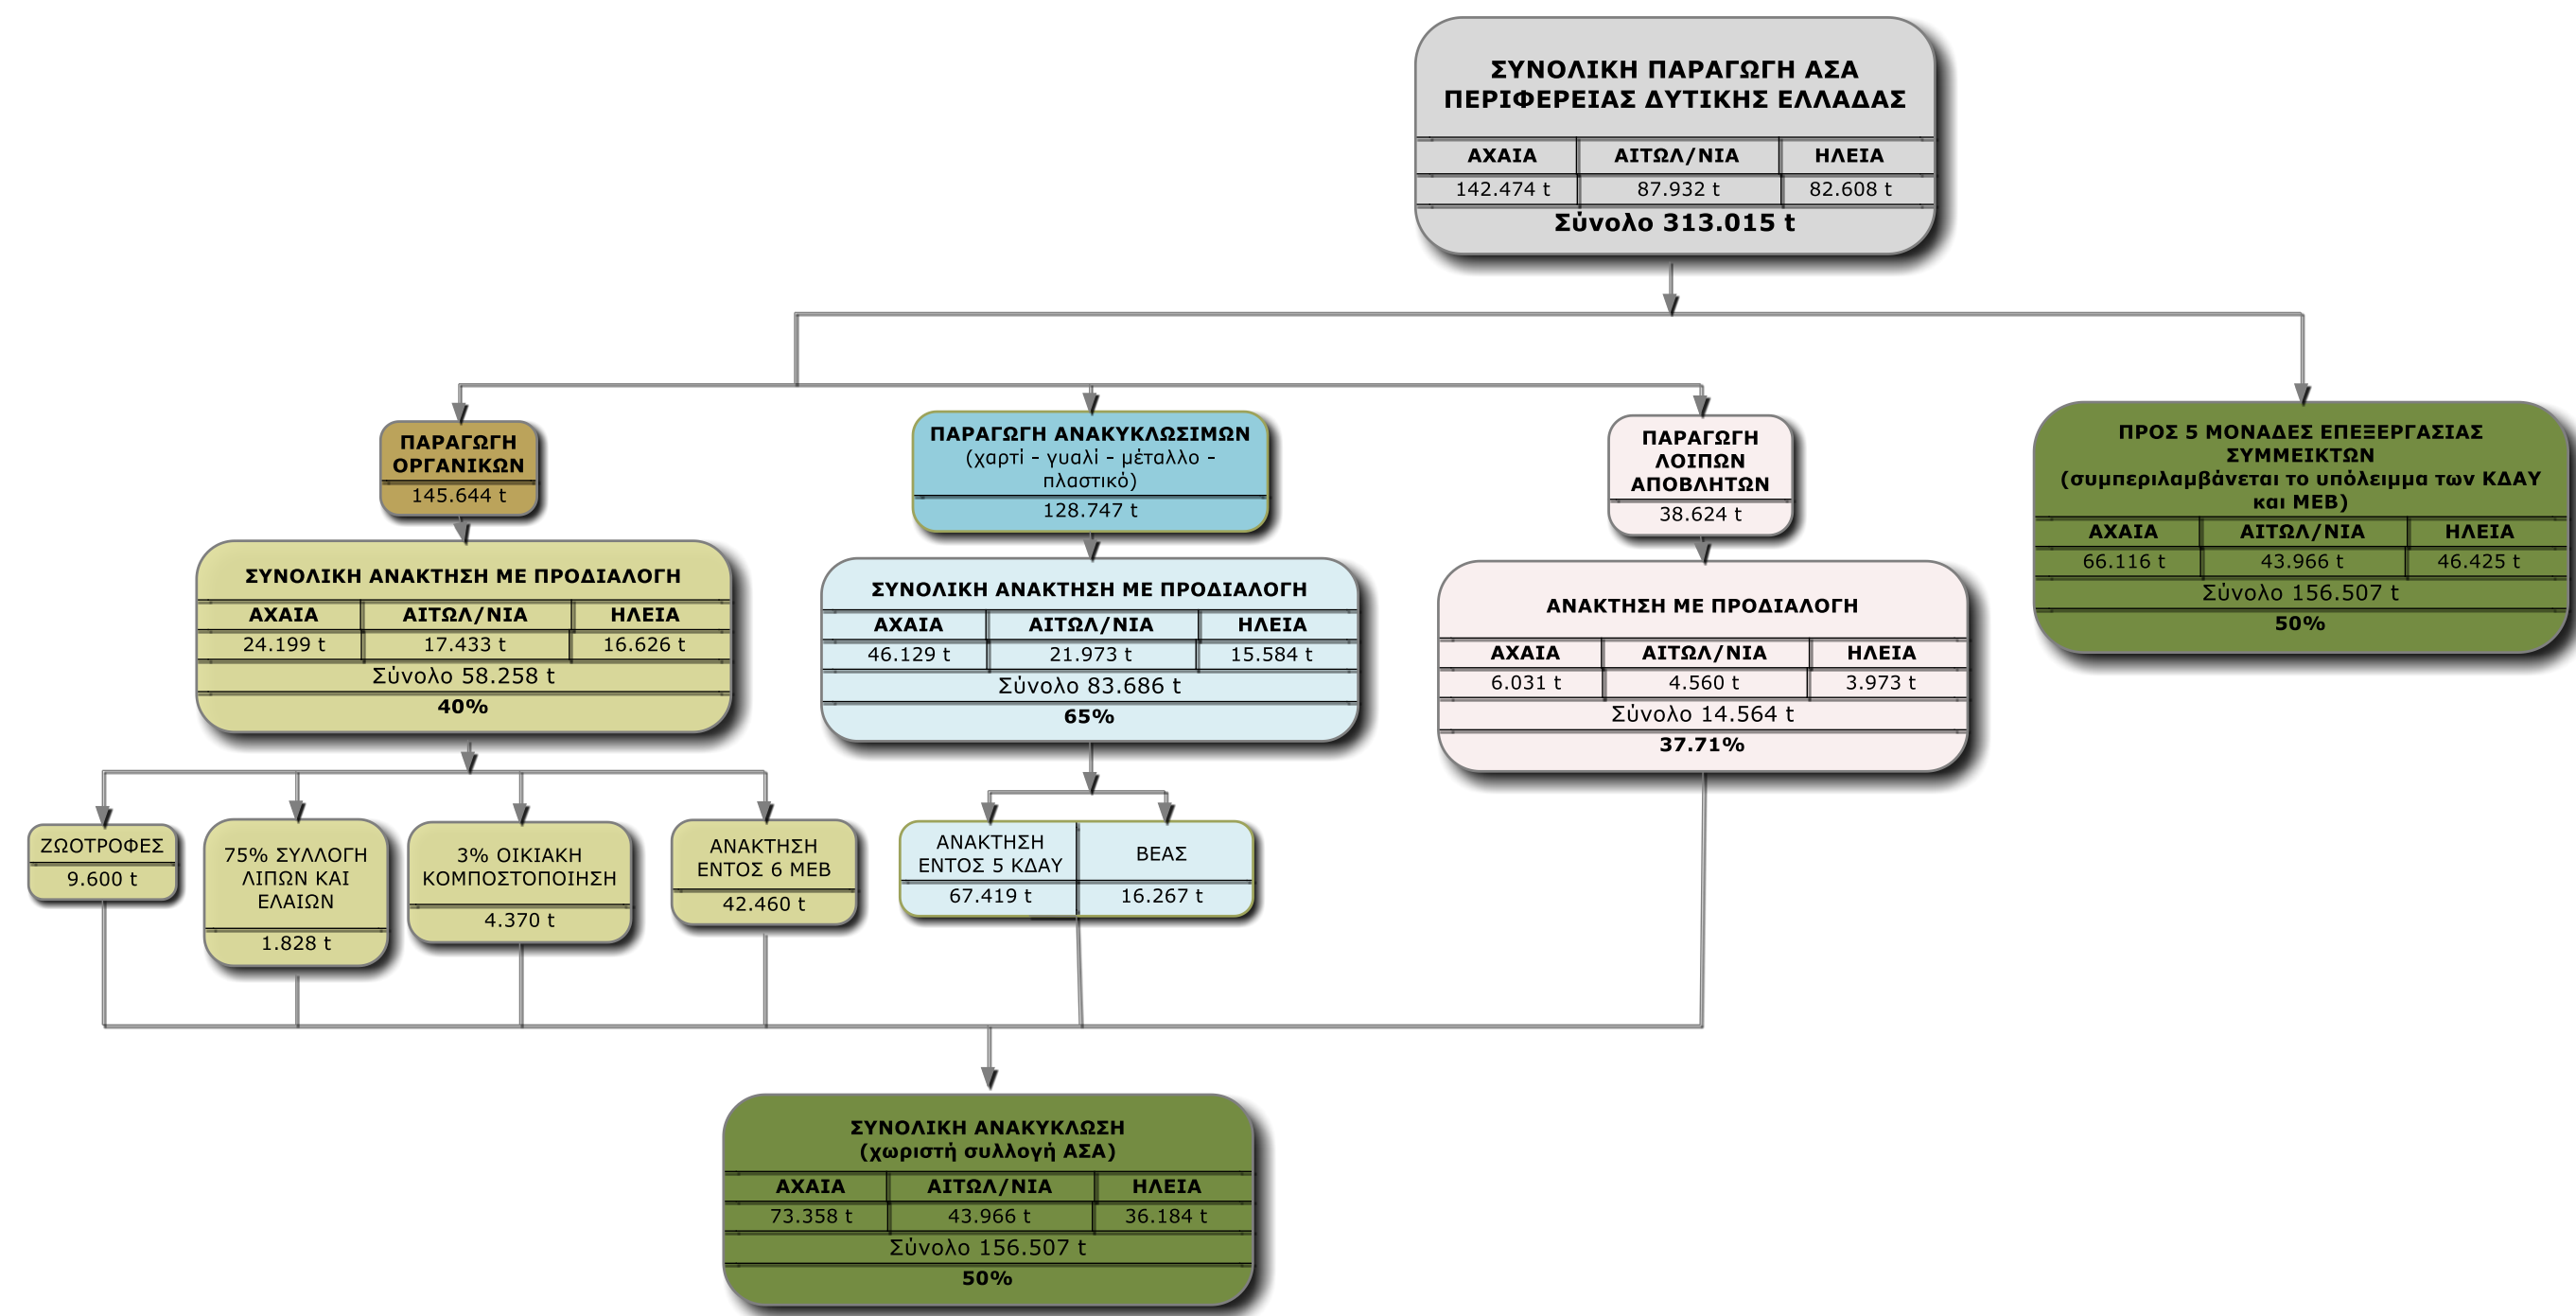 ΣΥΝΟΛΙΚΗ ΠΑΡΑΓΩΓΗ ΑΣΑ
ΠΕΡΙΦΕΡΕΙΑΣ ΔΥΤΙΚΗΣ ΕΛΛΑΔΑΣ
ΑΧΑΙΑ ΑΙΤΩΛ/ΝΙΑ ΗΛΕΙΑ
142.474 t 87.932 t 82.608 t
Σύνολο 313.015 t
ΠΑΡΑΓΩΓΗ
ΟΡΓΑΝΙΚΩΝ
145.644 t
ΠΑΡΑΓΩΓΗ ΑΝΑΚΥΚΛΩΣΙΜΩΝ
(χαρτί - γυαλί - μέταλλο -
πλαστικό)
128.747 t
ΠΑΡΑΓΩΓΗ
ΛΟΙΠΩΝ
ΑΠΟΒΛΗΤΩΝ
38.624 t
ΠΡΟΣ 5 ΜΟΝΑΔΕΣ ΕΠΕΞΕΡΓΑΣΙΑΣ
ΣΥΜΜΕΙΚΤΩΝ
(συμπεριλαμβάνεται το υπόλειμμα των ΚΔΑΥ
και ΜΕΒ)
ΑΧΑΙΑ ΑΙΤΩΛ/ΝΙΑ ΗΛΕΙΑ
66.116 t 43.966 t 46.425 t
Σύνολο 156.507 t
50%
ΣΥΝΟΛΙΚΗ ΑΝΑΚΤΗΣΗ ΜΕ ΠΡΟΔΙΑΛΟΓΗ
ΑΧΑΙΑ ΑΙΤΩΛ/ΝΙΑ ΗΛΕΙΑ
24.199 t 17.433 t 16.626 t
Σύνολο 58.258 t
40%
ΣΥΝΟΛΙΚΗ ΑΝΑΚΤΗΣΗ ΜΕ ΠΡΟΔΙΑΛΟΓΗ
ΑΧΑΙΑ ΑΙΤΩΛ/ΝΙΑ ΗΛΕΙΑ
46.129 t 21.973 t 15.584 t
Σύνολο 83.686 t
65%
ΑΝΑΚΤΗΣΗ ΜΕ ΠΡΟΔΙΑΛΟΓΗ
ΑΧΑΙΑ ΑΙΤΩΛ/ΝΙΑ ΗΛΕΙΑ
6.031 t 4.560 t 3.973 t
Σύνολο 14.564 t
37.71%
ΖΩΟΤΡΟΦΕΣ
9.600 t
75% ΣΥΛΛΟΓΗ
ΛΙΠΩΝ ΚΑΙ
ΕΛΑΙΩΝ
1.828 t
3% ΟΙΚΙΑΚΗ
ΚΟΜΠΟΣΤΟΠΟΙΗΣΗ
4.370 t
ΑΝΑΚΤΗΣΗ
ΕΝΤΟΣ 6 ΜΕΒ
42.460 t
ΑΝΑΚΤΗΣΗ
ΕΝΤΟΣ 5 ΚΔΑΥ
67.419 t
ΒΕΑΣ
16.267 t
ΣΥΝΟΛΙΚΗ ΑΝΑΚΥΚΛΩΣΗ
(χωριστή συλλογή ΑΣΑ)
ΑΧΑΙΑ ΑΙΤΩΛ/ΝΙΑ ΗΛΕΙΑ
73.358 t 43.966 t 36.184 t
Σύνολο 156.507 t
50%